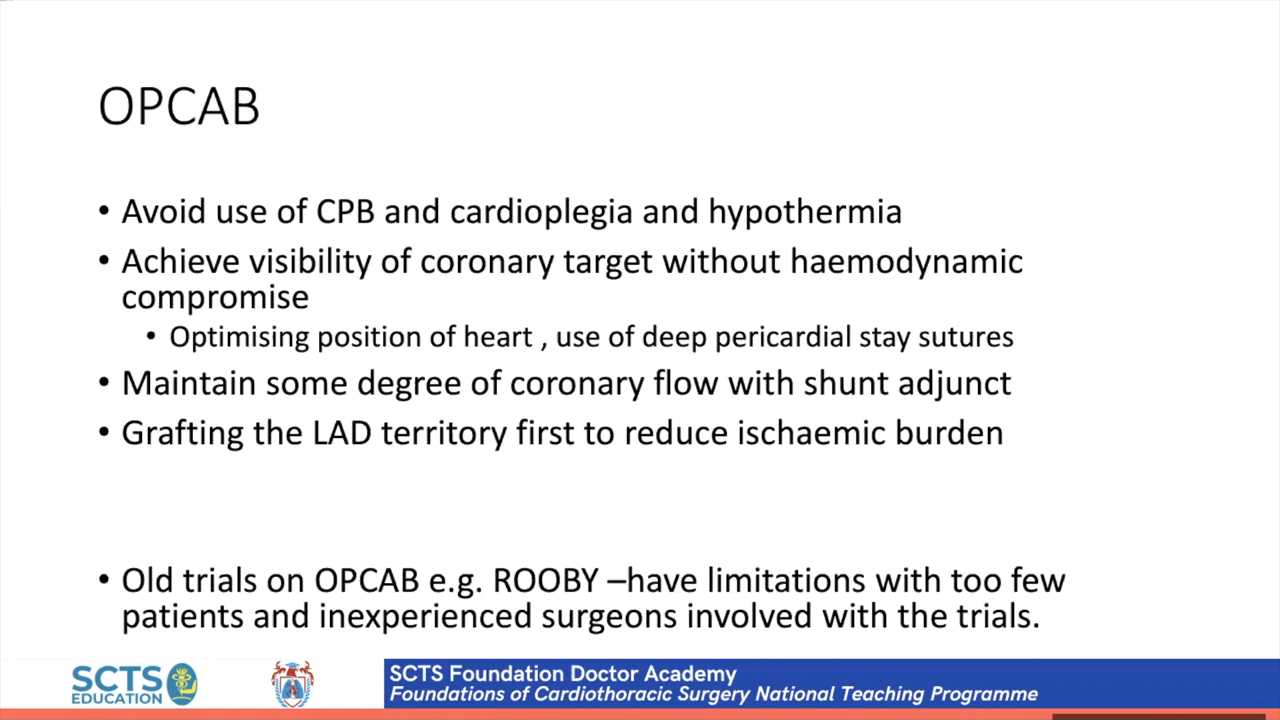 OPCAB
• Avoid use of CPB and cardioplegia and hypothermia
• Achieve visibility of coronary target without haemodynamic
compromise
• Optimising position of heart , use of deep pericardial stay sutures
• Maintain some degree of coronary flow with shunt adjunct
• Grafting the LAD territory first to reduce ischaemic burden
• Old trials on OPCAB e.g. ROOBY –have limitations with too few
patients and inexperienced surgeons involved with the trials.
SCTS
EDUCATION
SCTS Foundation Doctor Academy
Foundations of Cardiothoracic Surgery National Teaching Programme